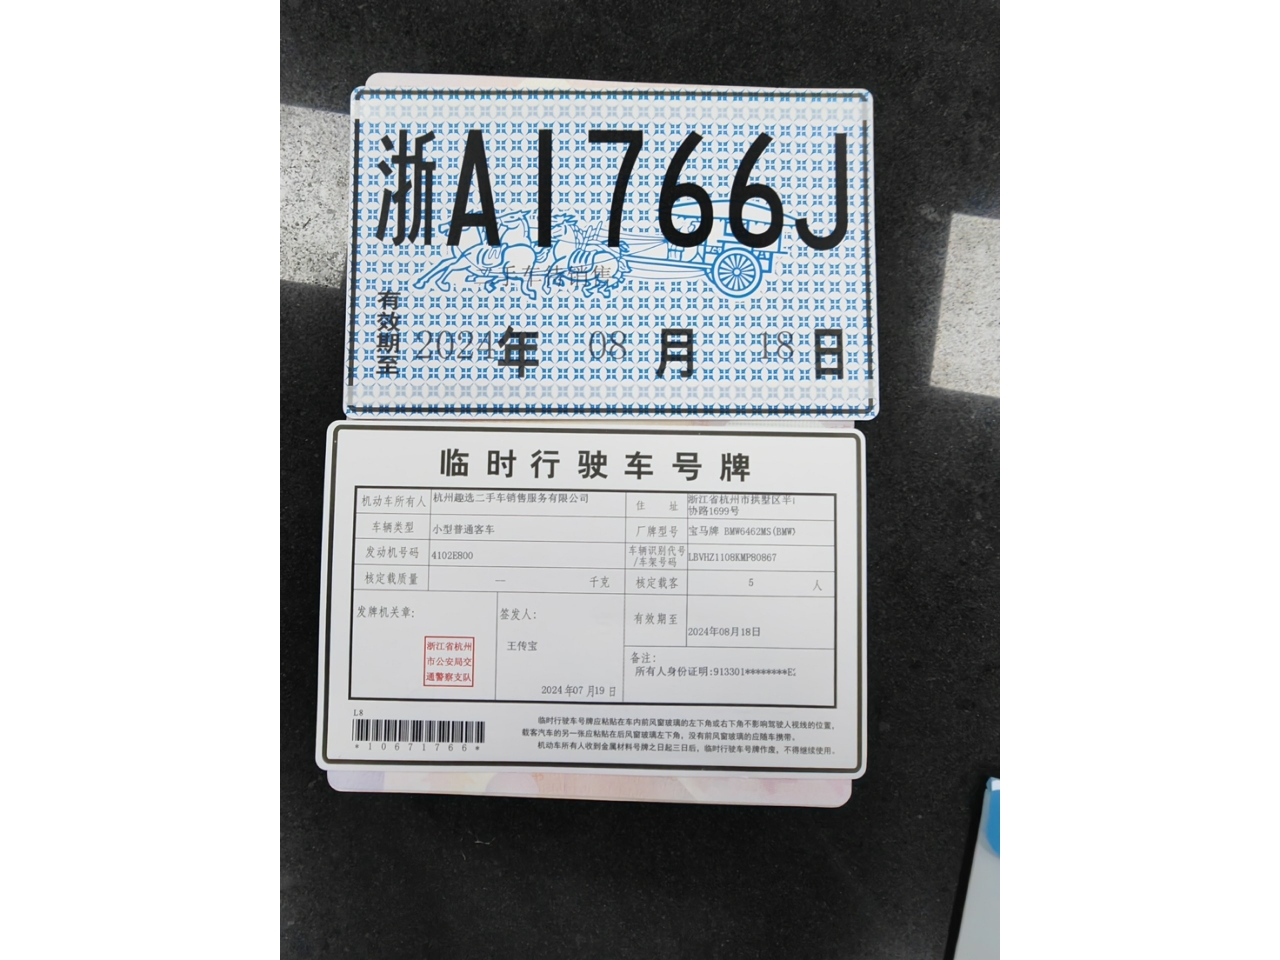 浙A1766J
二手车待销售
有效期至 2024年 08月 18日
临时行驶车号牌
机动车所有人 杭州趣选二手车销售服务有限公司 住 址 浙江省杭州市拱墅区半
协路1699号
车辆类型 小型普通客车 厂牌型号 宝马牌 BMW6462MS(BMW)
发动机号码 4102E800 车辆识别代号/车架号码 LBVHZ1108KMP80867
核定载质量 — 千克 核定载客 5 人
发牌机关章: 签发人: 有效期至
王传宝 2024年08月18日
浙江省杭州
市公安局交
通警察支队
2024年07月19日
备注:
所有人身份证明:913301********E
L8
*10671766*
临时行驶车号牌应粘贴在车内前风窗玻璃的左下角或右下角不影响驾驶人视线的位置,
载客汽车的另一张应粘贴在后风窗玻璃左下角,没有前风窗玻璃的应随车携带。
机动车所有人收到金属材料号牌之日起三日后,临时行驶车号牌作废,不得继续使用。